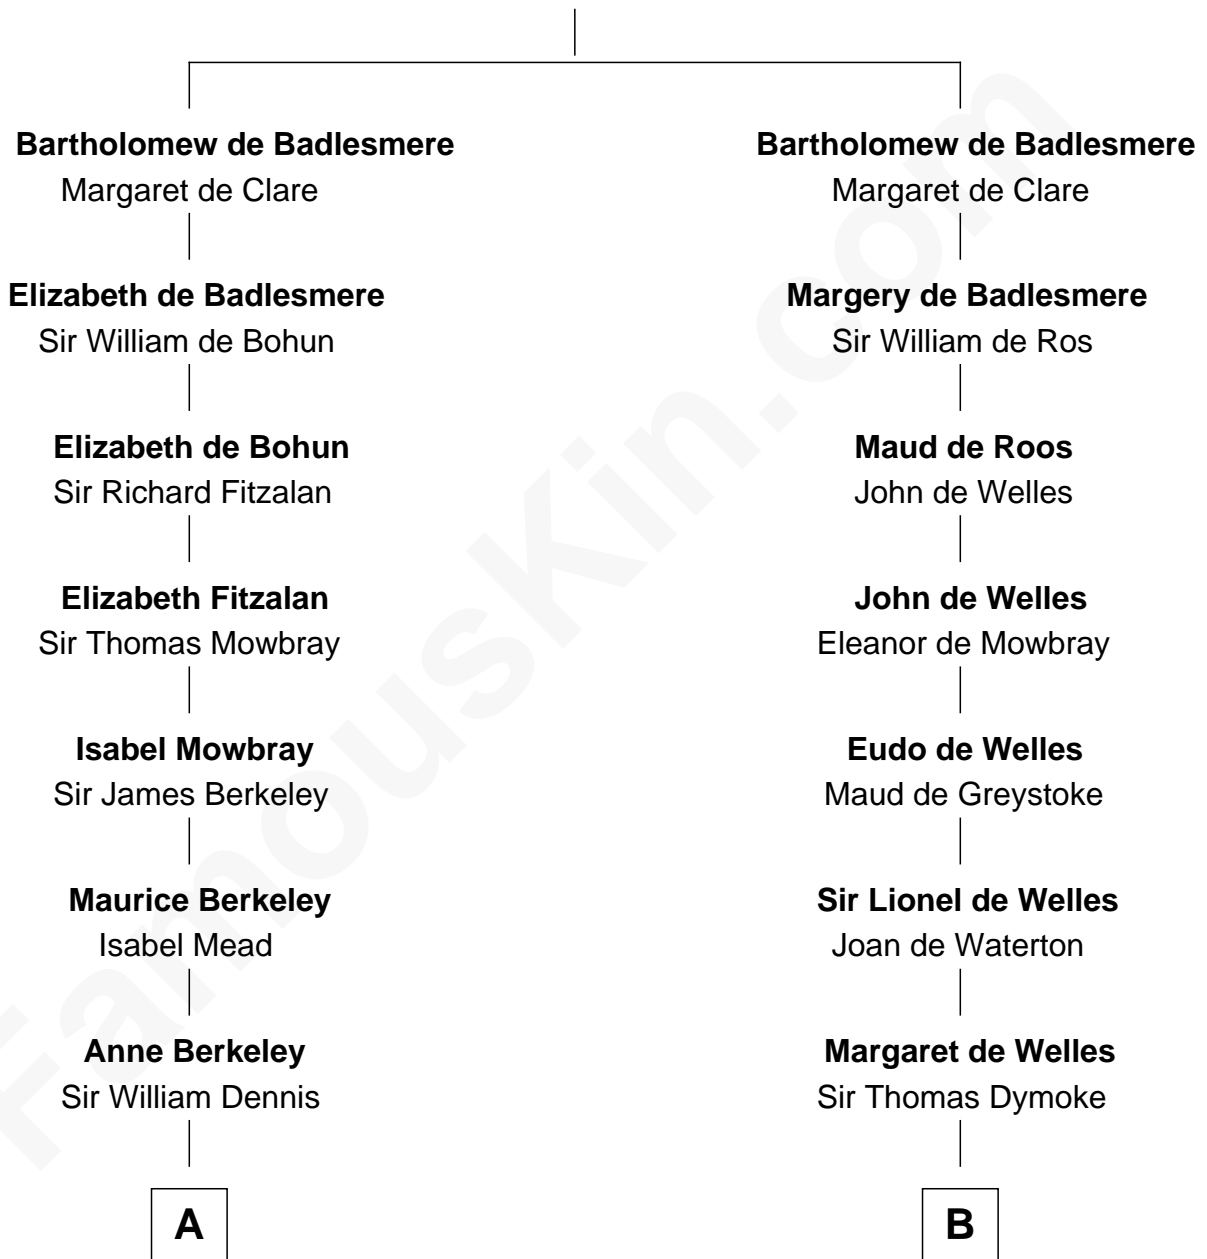 Bartholomew de Badlesmere
Margaret de Clare
Elizabeth de Badlesmere
Sir William de Bohun
Elizabeth de Bohun
Sir Richard Fitzalan
Elizabeth Fitzalan
Sir Thomas Mowbray
Isabel Mowbray
Sir James Berkeley
Maurice Berkeley
Isabel Mead
Anne Berkeley
Sir William Dennis
A
Bartholomew de Badlesmere
Margaret de Clare
Margery de Badlesmere
Sir William de Ros
Maud de Roos
John de Welles
John de Welles
Eleanor de Mowbray
Eudo de Welles
Maud de Greystoke
Sir Lionel de Welles
Joan de Waterton
Margaret de Welles
Sir Thomas Dymoke
B
FamousKin.com